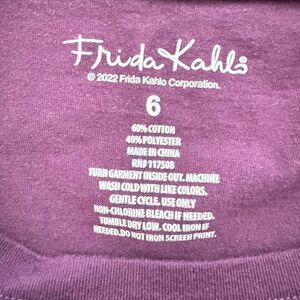 Frida Kahlo
© 2022 Frida Kahlo Corporation.
6
60% COTTON
40% POLYESTER
MADE IN CHINA
RN# 117508
TURN GARMENT INSIDE OUT. MACHINE
WASH COLD WITH LIKE COLORS.
GENTLE CYCLE. USE ONLY
NON-CHLORINE BLEACH IF NEEDED.
TUMBLE DRY LOW. COOL IRON IF
NEEDED.DO NOT IRON SCREEN PRINT.